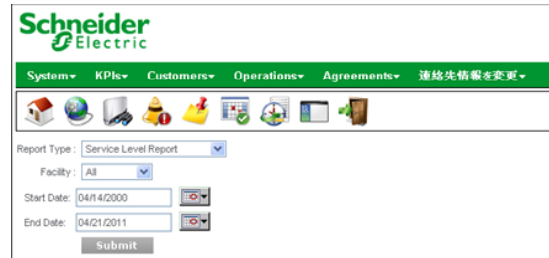 Schneider
Electric
System KPIs Customers Operations Agreements 連絡先情報を変更
Report Type : Service Level Report
Facility : All
Start Date: 04/14/2000
End Date: 04/21/2011
Submit